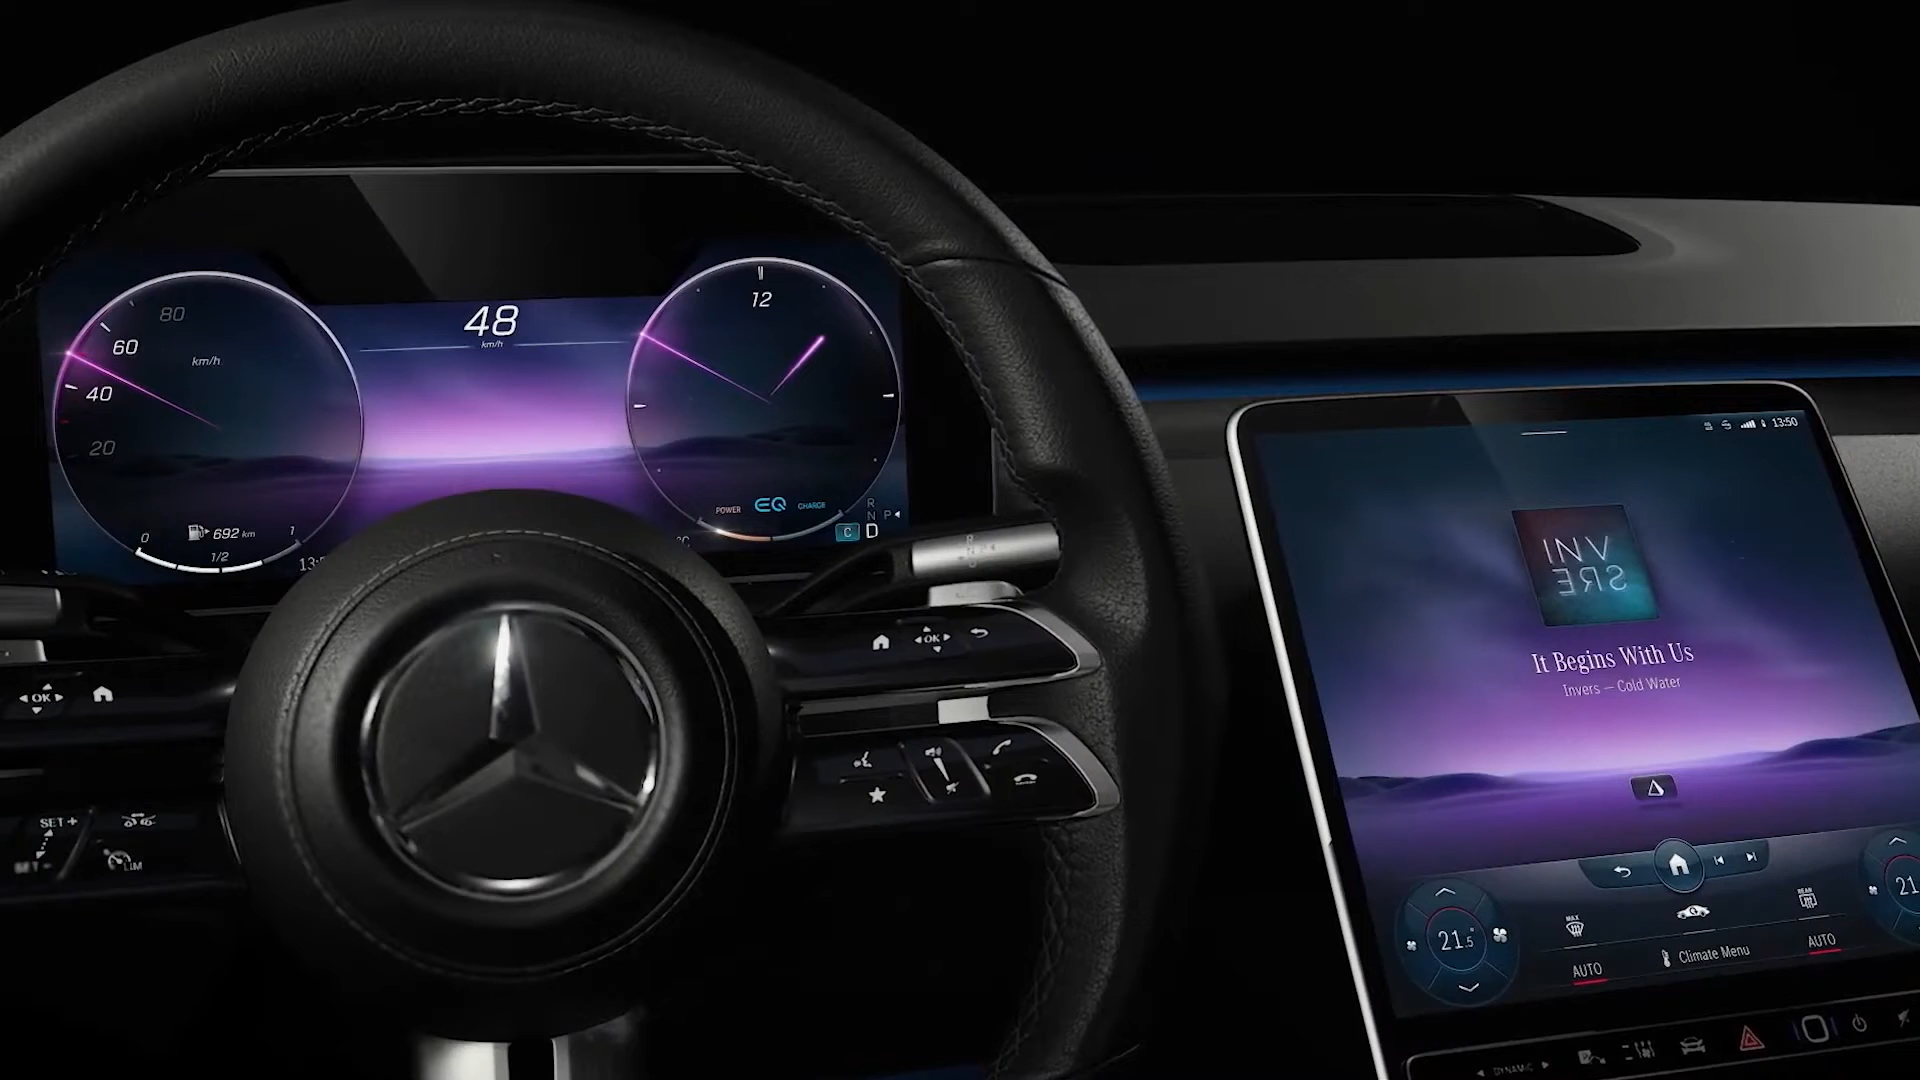 80
60
km/h
40
20
0
692 km
1/2
1
48
km/h
12
POWER
EQ
CHARGE
R
N
P
C
D
OK
OK
SET+
SET-
LIM
13:50
INV
ERS
It Begins With Us
Invers – Cold Water
21.5°
MAX
REAR
21
AUTO
Climate Menu
AUTO
DYNAMIC